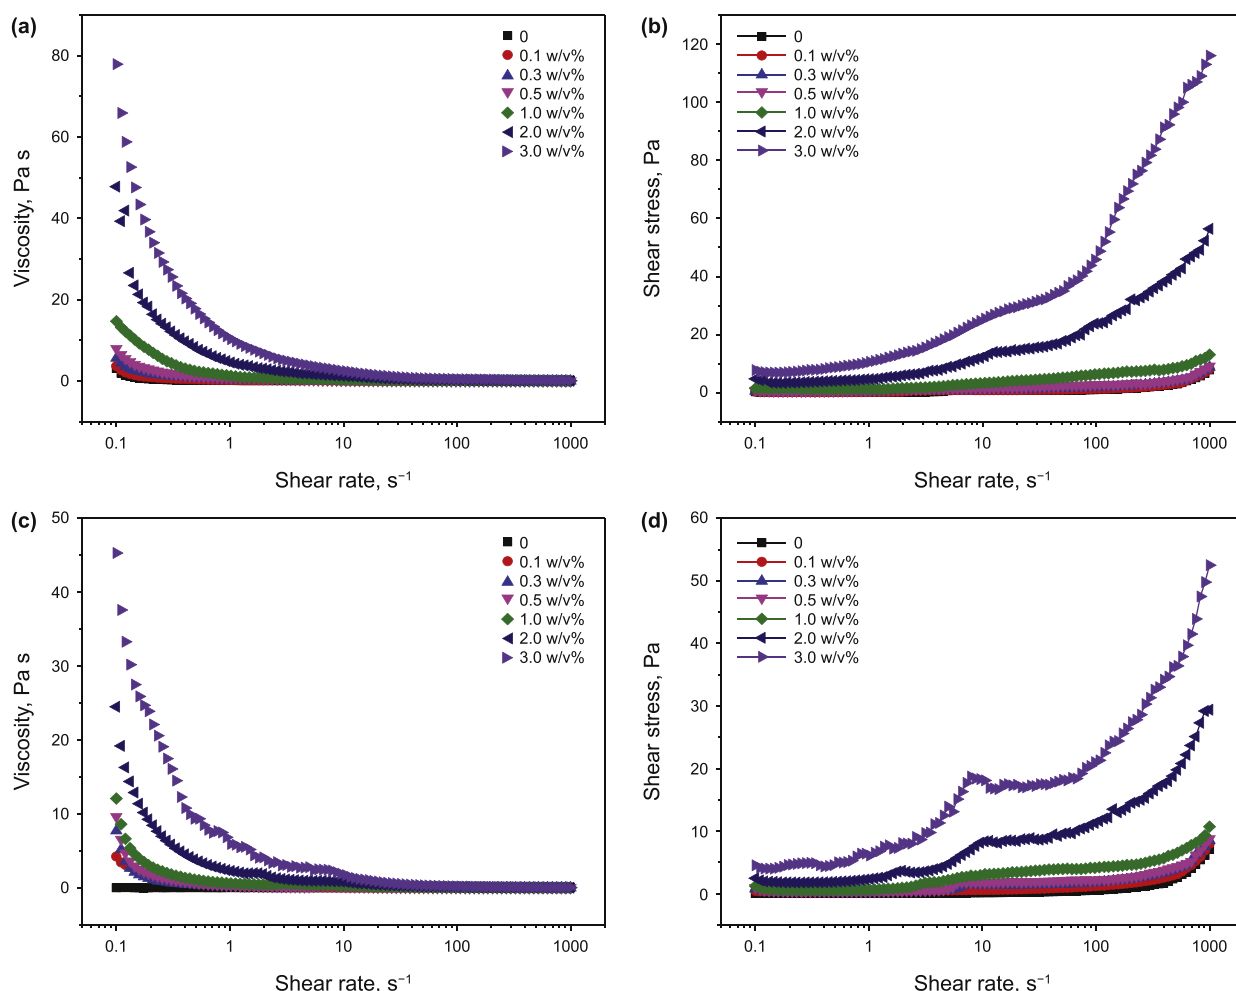 (a)
80
60
40
20
0
Viscosity, Pa s
0
0.1 w/v%
0.3 w/v%
0.5 w/v%
1.0 w/v%
2.0 w/v%
3.0 w/v%
0.1 1 10 100 1000
Shear rate, s⁻¹
(b)
120
100
80
60
40
20
0
Shear stress, Pa
0
0.1 w/v%
0.3 w/v%
0.5 w/v%
1.0 w/v%
2.0 w/v%
3.0 w/v%
0.1 1 10 100 1000
Shear rate, s⁻¹
(c)
50
40
30
20
10
0
Viscosity, Pa s
0
0.1 w/v%
0.3 w/v%
0.5 w/v%
1.0 w/v%
2.0 w/v%
3.0 w/v%
0.1 1 10 100 1000
Shear rate, s⁻¹
(d)
60
50
40
30
20
10
0
Shear stress, Pa
0
0.1 w/v%
0.3 w/v%
0.5 w/v%
1.0 w/v%
2.0 w/v%
3.0 w/v%
0.1 1 10 100 1000
Shear rate, s⁻¹